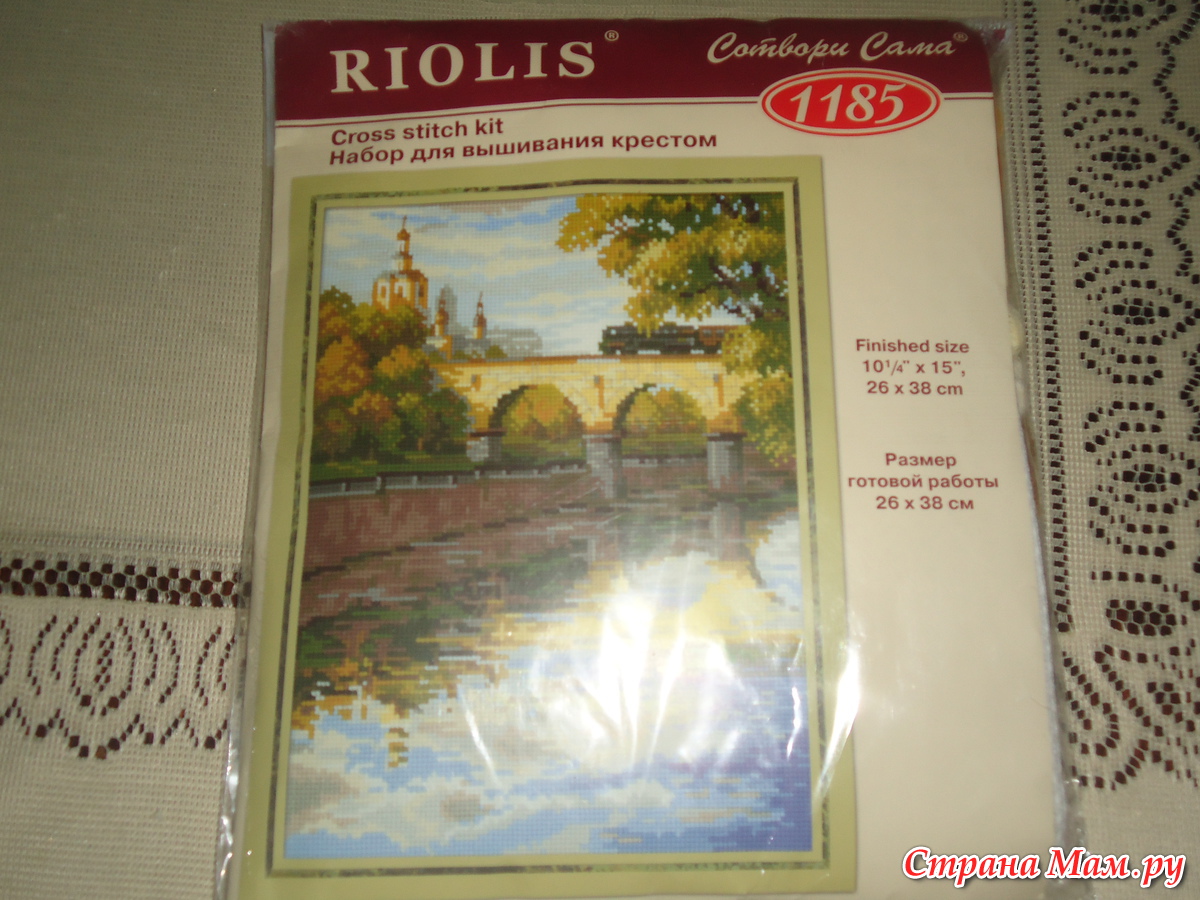 RIOLIS®
Сотвори Сама®
1185
Cross stitch kit
Набор для вышивания крестом
Finished size
10¹/₄" x 15",
26 x 38 cm
Размер
готовой работы
26 x 38 см
Страна Мам.ру